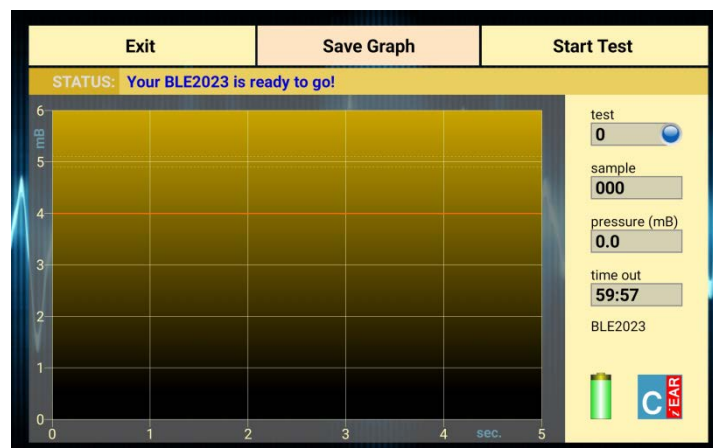 Exit
Save Graph
Start Test
STATUS: Your BLE2023 is ready to go!
6
mB
5
4
3
2
1
0
0 1 2 3 4 sec. 5
test
0
sample
000
pressure (mB)
0.0
time out
59:57
BLE2023
C iEAR